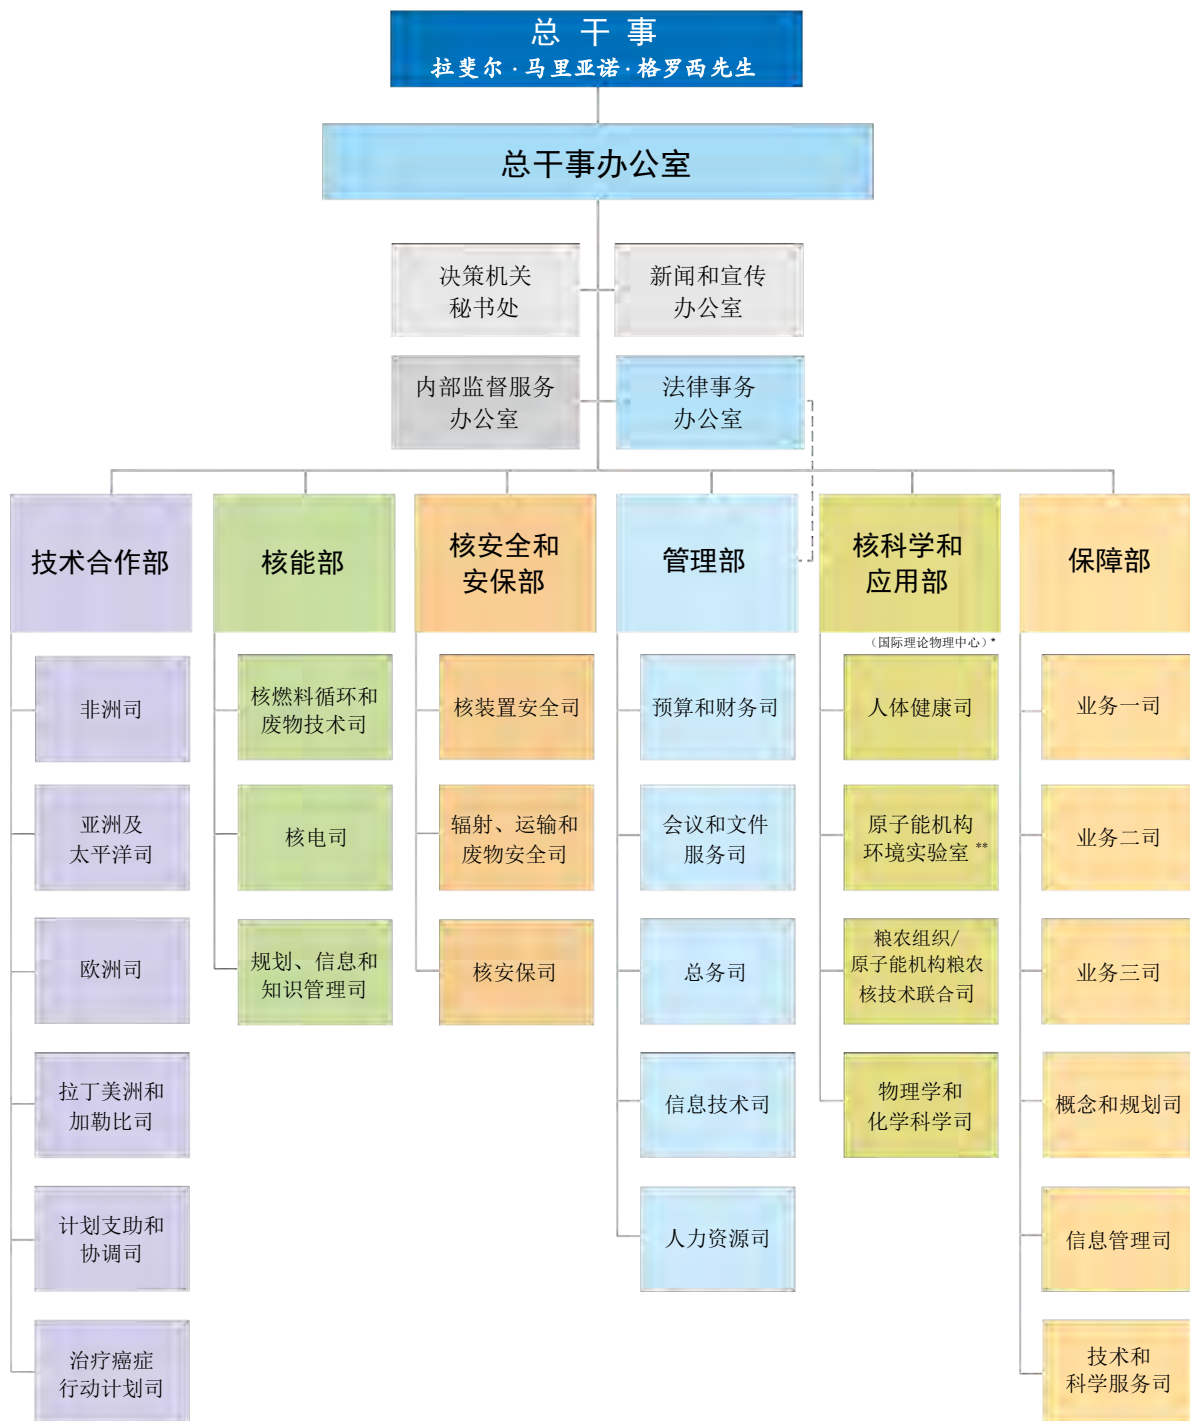 总 干 事
拉斐尔·马里亚诺·格罗西先生
总干事办公室
决策机关
秘书处
新闻和宣传
办公室
内部监督服务
办公室
法律事务
办公室
技术合作部
核能部
核安全和
安保部
管理部
核科学和
应用部
保障部
（国际理论物理中心）*
非洲司
核燃料循环和
废物技术司
核装置安全司
预算和财务司
人体健康司
业务一司
亚洲及
太平洋司
核电司
辐射、运输和
废物安全司
会议和文件
服务司
原子能机构
环境实验室**
业务二司
欧洲司
规划、信息和
知识管理司
核安保司
总务司
粮农组织/
原子能机构粮农
核技术联合司
业务三司
拉丁美洲和
加勒比司
信息技术司
物理学和
化学科学司
概念和规划司
计划支助和
协调司
人力资源司
信息管理司
治疗癌症
行动计划司
技术和
科学服务司